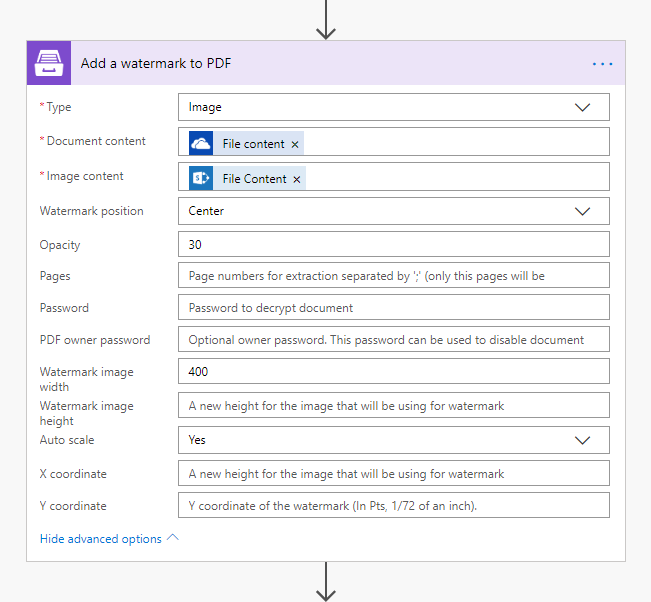 Add a watermark to PDF
...
* Type
Image
* Document content
File content ×
* Image content
File Content ×
Watermark position
Center
Opacity
30
Pages
Page numbers for extraction separated by ';' (only this pages will be
Password
Password to decrypt document
PDF owner password
Optional owner password. This password can be used to disable document
Watermark image
width
400
Watermark image
height
A new height for the image that will be using for watermark
Auto scale
Yes
X coordinate
A new height for the image that will be using for watermark
Y coordinate
Y coordinate of the watermark (In Pts, 1/72 of an inch).
Hide advanced options